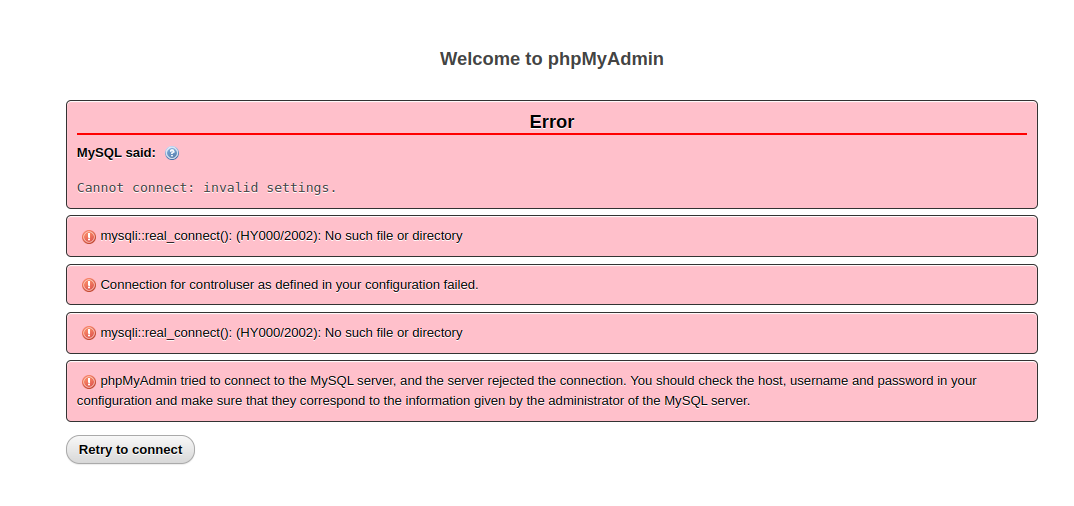 Welcome to phpMyAdmin
Error
MySQL said:
Cannot connect: invalid settings.
mysqli::real_connect(): (HY000/2002): No such file or directory
Connection for controluser as defined in your configuration failed.
mysqli::real_connect(): (HY000/2002): No such file or directory
phpMyAdmin tried to connect to the MySQL server, and the server rejected the connection. You should check the host, username and password in your
configuration and make sure that they correspond to the information given by the administrator of the MySQL server.
Retry to connect